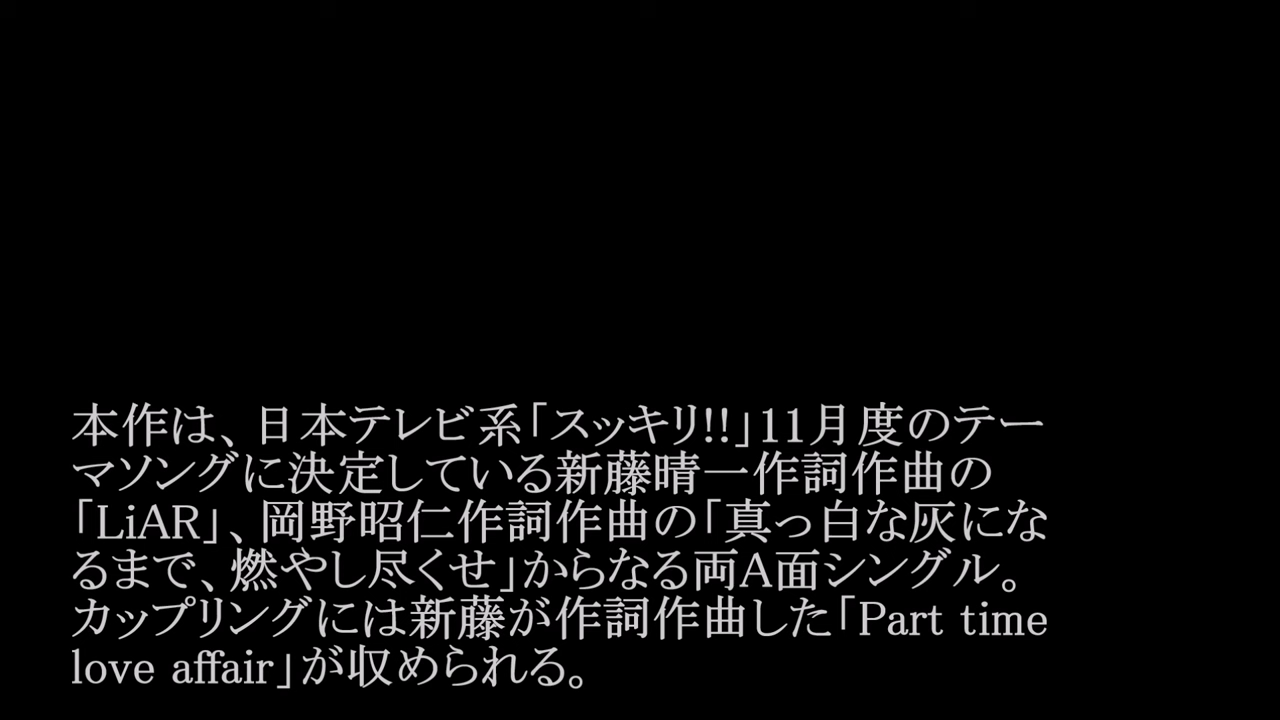 本作は、日本テレビ系「スッキリ!!」11月度のテー
マソングに決定している新藤晴一作詞作曲の
「LiAR」、岡野昭仁作詞作曲の「真っ白な灰にな
るまで、燃やし尽くせ」からなる両A面シングル。
カップリングには新藤が作詞作曲した「Part time
love affair」が収められる。